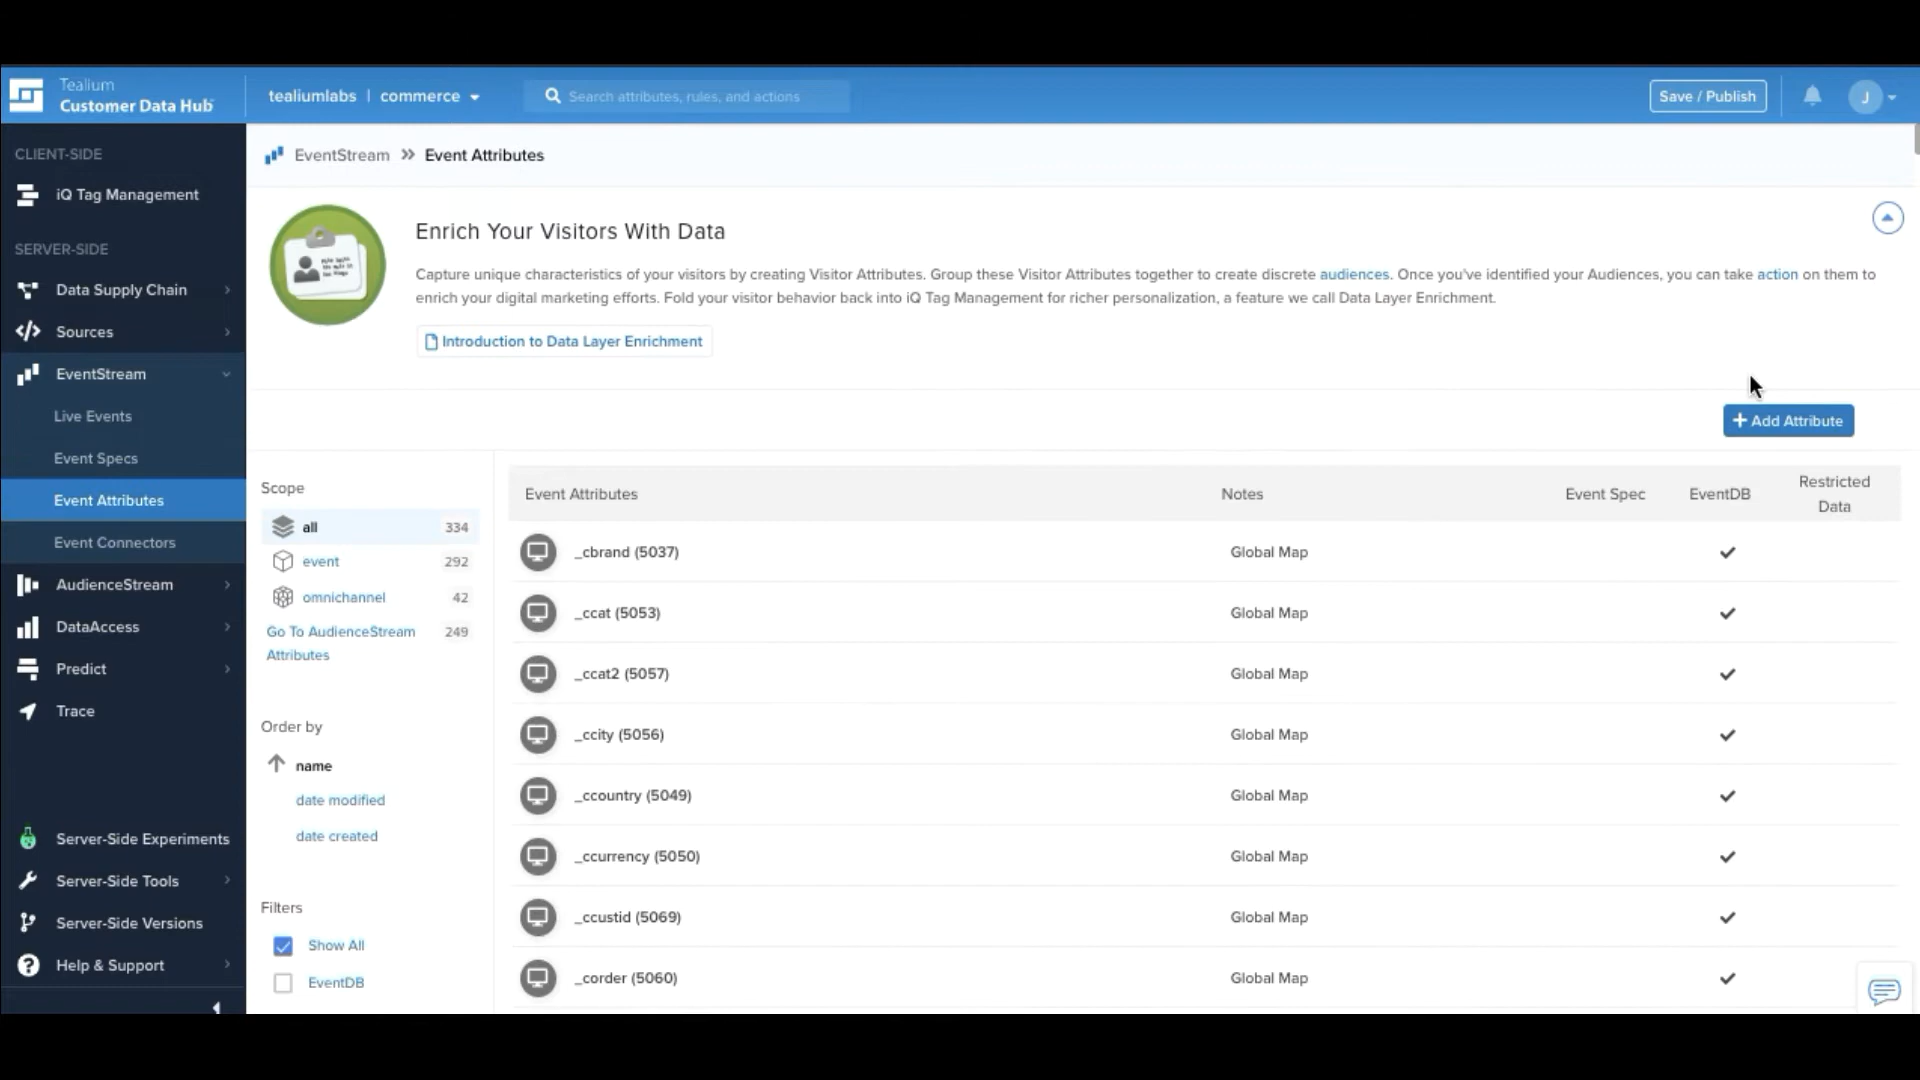 Tealium
Customer Data Hub
tealiumlabs | commerce
Search attributes, rules, and actions
Save / Publish
J
CLIENT-SIDE
iQ Tag Management
SERVER-SIDE
Data Supply Chain
Sources
EventStream
Live Events
Event Specs
Event Attributes
Event Connectors
AudienceStream
DataAccess
Predict
Trace
Server-Side Experiments
Server-Side Tools
Server-Side Versions
Help & Support
EventStream >> Event Attributes
Enrich Your Visitors With Data
Capture unique characteristics of your visitors by creating Visitor Attributes. Group these Visitor Attributes together to create discrete audiences. Once you've identified your Audiences, you can take action on them to
enrich your digital marketing efforts. Fold your visitor behavior back into iQ Tag Management for richer personalization, a feature we call Data Layer Enrichment.
Introduction to Data Layer Enrichment
+ Add Attribute
Scope
all 334
event 292
omnichannel 42
Go To AudienceStream 249
Attributes
Order by
name
date modified
date created
Filters
Show All
EventDB
Event Attributes Notes Event Spec EventDB Restricted
Data
_cbrand (5037) Global Map
_ccat (5053) Global Map
_ccat2 (5057) Global Map
_ccity (5056) Global Map
_ccountry (5049) Global Map
_ccurrency (5050) Global Map
_ccustid (5069) Global Map
_corder (5060) Global Map